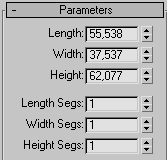 - Parameters
Length: 55,538
Width: 37,537
Height: 62,077
Length Segs: 1
Width Segs: 1
Height Segs: 1